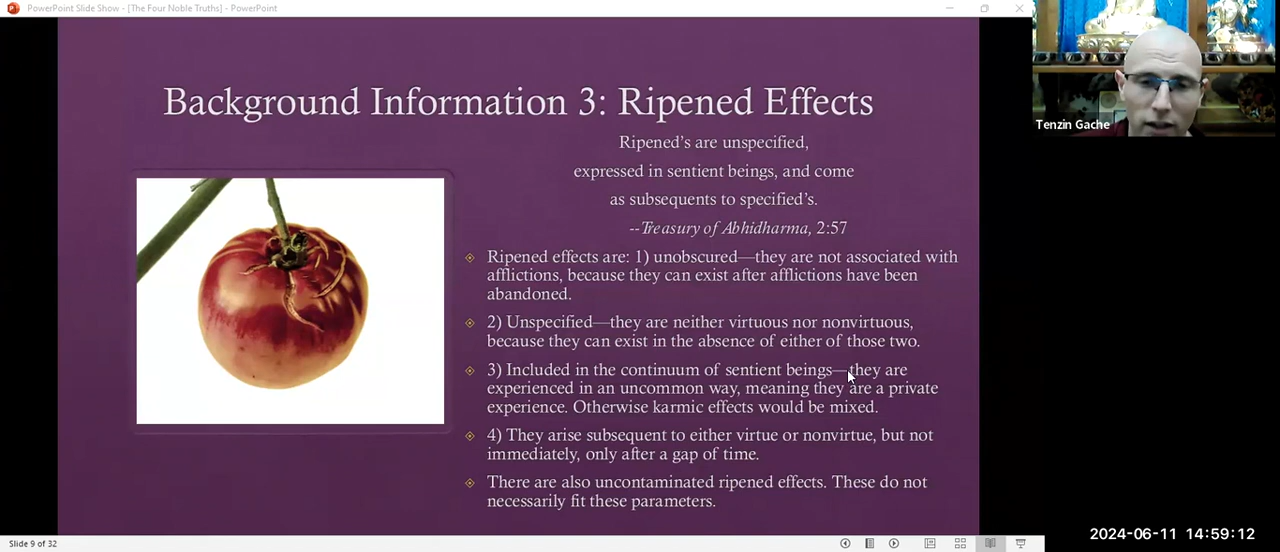 PowerPoint Slide Show - [The Four Noble Truths] - PowerPoint
Tenzin Gache
Background Information 3: Ripened Effects
Ripened's are unspecified,
expressed in sentient beings, and come
as subsequents to specified's.
--Treasury of Abhidharma, 2:57
Ripened effects are: 1) unobscured—they are not associated with
afflictions, because they can exist after afflictions have been
abandoned.
2) Unspecified—they are neither virtuous nor nonvirtuous,
because they can exist in the absence of either of those two.
3) Included in the continuum of sentient beings—they are
experienced in an uncommon way, meaning they are a private
experience. Otherwise karmic effects would be mixed.
4) They arise subsequent to either virtue or nonvirtue, but not
immediately, only after a gap of time.
There are also uncontaminated ripened effects. These do not
necessarily fit these parameters.
Slide 9 of 32
2024-06-11 14:59:12